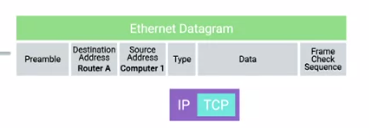 Ethernet Datagram
Preamble
Destination
Address
Router A
Source
Address
Computer 1
Type
Data
Frame
Check
Sequence
IP TCP